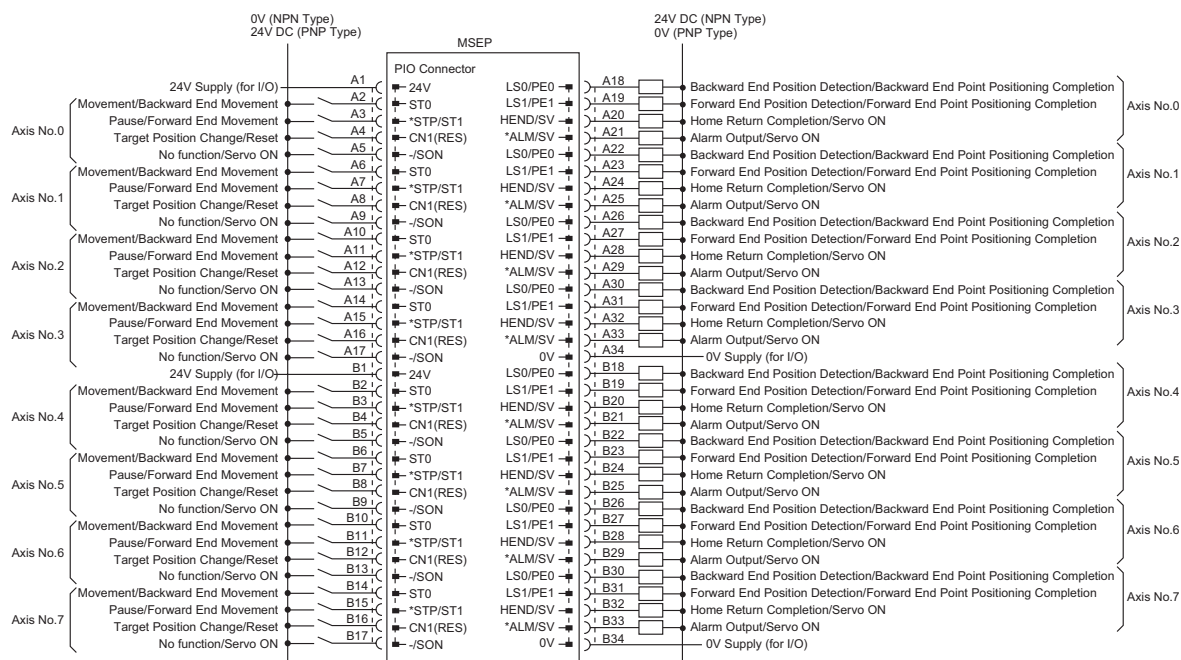 0V (NPN Type)
24V DC (PNP Type)
24V DC (NPN Type)
0V (PNP Type)
MSEP
PIO Connector
24V Supply (for I/O) A1 24V LS0/PE0 A18 Backward End Position Detection/Backward End Point Positioning Completion
Axis No.0
Movement/Backward End Movement A2 ST0 LS1/PE1 A19 Forward End Position Detection/Forward End Point Positioning Completion
Pause/Forward End Movement A3 *STP/ST1 HEND/SV A20 Home Return Completion/Servo ON
Target Position Change/Reset A4 CN1(RES) *ALM/SV A21 Alarm Output/Servo ON
Axis No.0
No function/Servo ON A5 -/SON LS0/PE0 A22 Backward End Position Detection/Backward End Point Positioning Completion
Axis No.1
Movement/Backward End Movement A6 ST0 LS1/PE1 A23 Forward End Position Detection/Forward End Point Positioning Completion
Pause/Forward End Movement A7 *STP/ST1 HEND/SV A24 Home Return Completion/Servo ON
Target Position Change/Reset A8 CN1(RES) *ALM/SV A25 Alarm Output/Servo ON
Axis No.1
No function/Servo ON A9 -/SON LS0/PE0 A26 Backward End Position Detection/Backward End Point Positioning Completion
Axis No.2
Movement/Backward End Movement A10 ST0 LS1/PE1 A27 Forward End Position Detection/Forward End Point Positioning Completion
Pause/Forward End Movement A11 *STP/ST1 HEND/SV A28 Home Return Completion/Servo ON
Target Position Change/Reset A12 CN1(RES) *ALM/SV A29 Alarm Output/Servo ON
Axis No.2
No function/Servo ON A13 -/SON LS0/PE0 A30 Backward End Position Detection/Backward End Point Positioning Completion
Axis No.3
Movement/Backward End Movement A14 ST0 LS1/PE1 A31 Forward End Position Detection/Forward End Point Positioning Completion
Pause/Forward End Movement A15 *STP/ST1 HEND/SV A32 Home Return Completion/Servo ON
Target Position Change/Reset A16 CN1(RES) *ALM/SV A33 Alarm Output/Servo ON
Axis No.3
No function/Servo ON A17 -/SON 0V A34 0V Supply (for I/O)
24V Supply (for I/O) B1 24V LS0/PE0 B18 Backward End Position Detection/Backward End Point Positioning Completion
Axis No.4
Movement/Backward End Movement B2 ST0 LS1/PE1 B19 Forward End Position Detection/Forward End Point Positioning Completion
Pause/Forward End Movement B3 *STP/ST1 HEND/SV B20 Home Return Completion/Servo ON
Target Position Change/Reset B4 CN1(RES) *ALM/SV B21 Alarm Output/Servo ON
Axis No.4
No function/Servo ON B5 -/SON LS0/PE0 B22 Backward End Position Detection/Backward End Point Positioning Completion
Axis No.5
Movement/Backward End Movement B6 ST0 LS1/PE1 B23 Forward End Position Detection/Forward End Point Positioning Completion
Pause/Forward End Movement B7 *STP/ST1 HEND/SV B24 Home Return Completion/Servo ON
Target Position Change/Reset B8 CN1(RES) *ALM/SV B25 Alarm Output/Servo ON
Axis No.5
No function/Servo ON B9 -/SON LS0/PE0 B26 Backward End Position Detection/Backward End Point Positioning Completion
Axis No.6
Movement/Backward End Movement B10 ST0 LS1/PE1 B27 Forward End Position Detection/Forward End Point Positioning Completion
Pause/Forward End Movement B11 *STP/ST1 HEND/SV B28 Home Return Completion/Servo ON
Target Position Change/Reset B12 CN1(RES) *ALM/SV B29 Alarm Output/Servo ON
Axis No.6
No function/Servo ON B13 -/SON LS0/PE0 B30 Backward End Position Detection/Backward End Point Positioning Completion
Axis No.7
Movement/Backward End Movement B14 ST0 LS1/PE1 B31 Forward End Position Detection/Forward End Point Positioning Completion
Pause/Forward End Movement B15 *STP/ST1 HEND/SV B32 Home Return Completion/Servo ON
Target Position Change/Reset B16 CN1(RES) *ALM/SV B33 Alarm Output/Servo ON
Axis No.7
No function/Servo ON B17 -/SON 0V B34 0V Supply (for I/O)